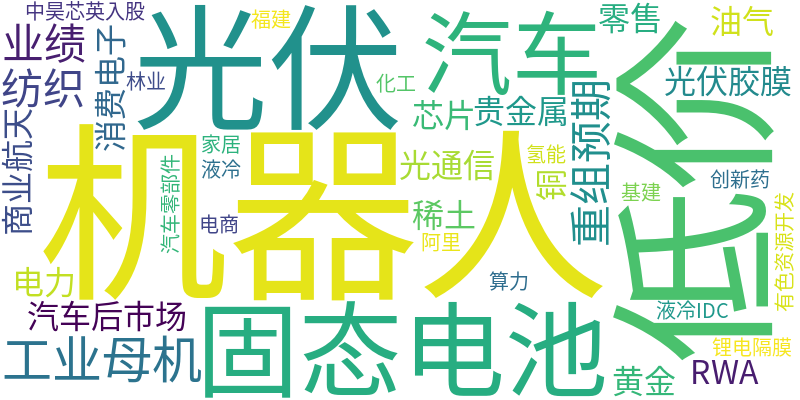 中昊芯英入股
福建
光伏
汽车
零售
油气
低价
业绩
消费电子
纺织
林业
化工
芯片
贵金属
光伏胶膜
重组预期
商业航天
机器人
家居
液冷
光通信
氢能
铜
基建
创新药
汽车零部件
电商
稀土
阿里
有色资源开发
电力
算力
汽车后市场
固态电池
液冷IDC
工业母机
锂电隔膜
黄金
RWA